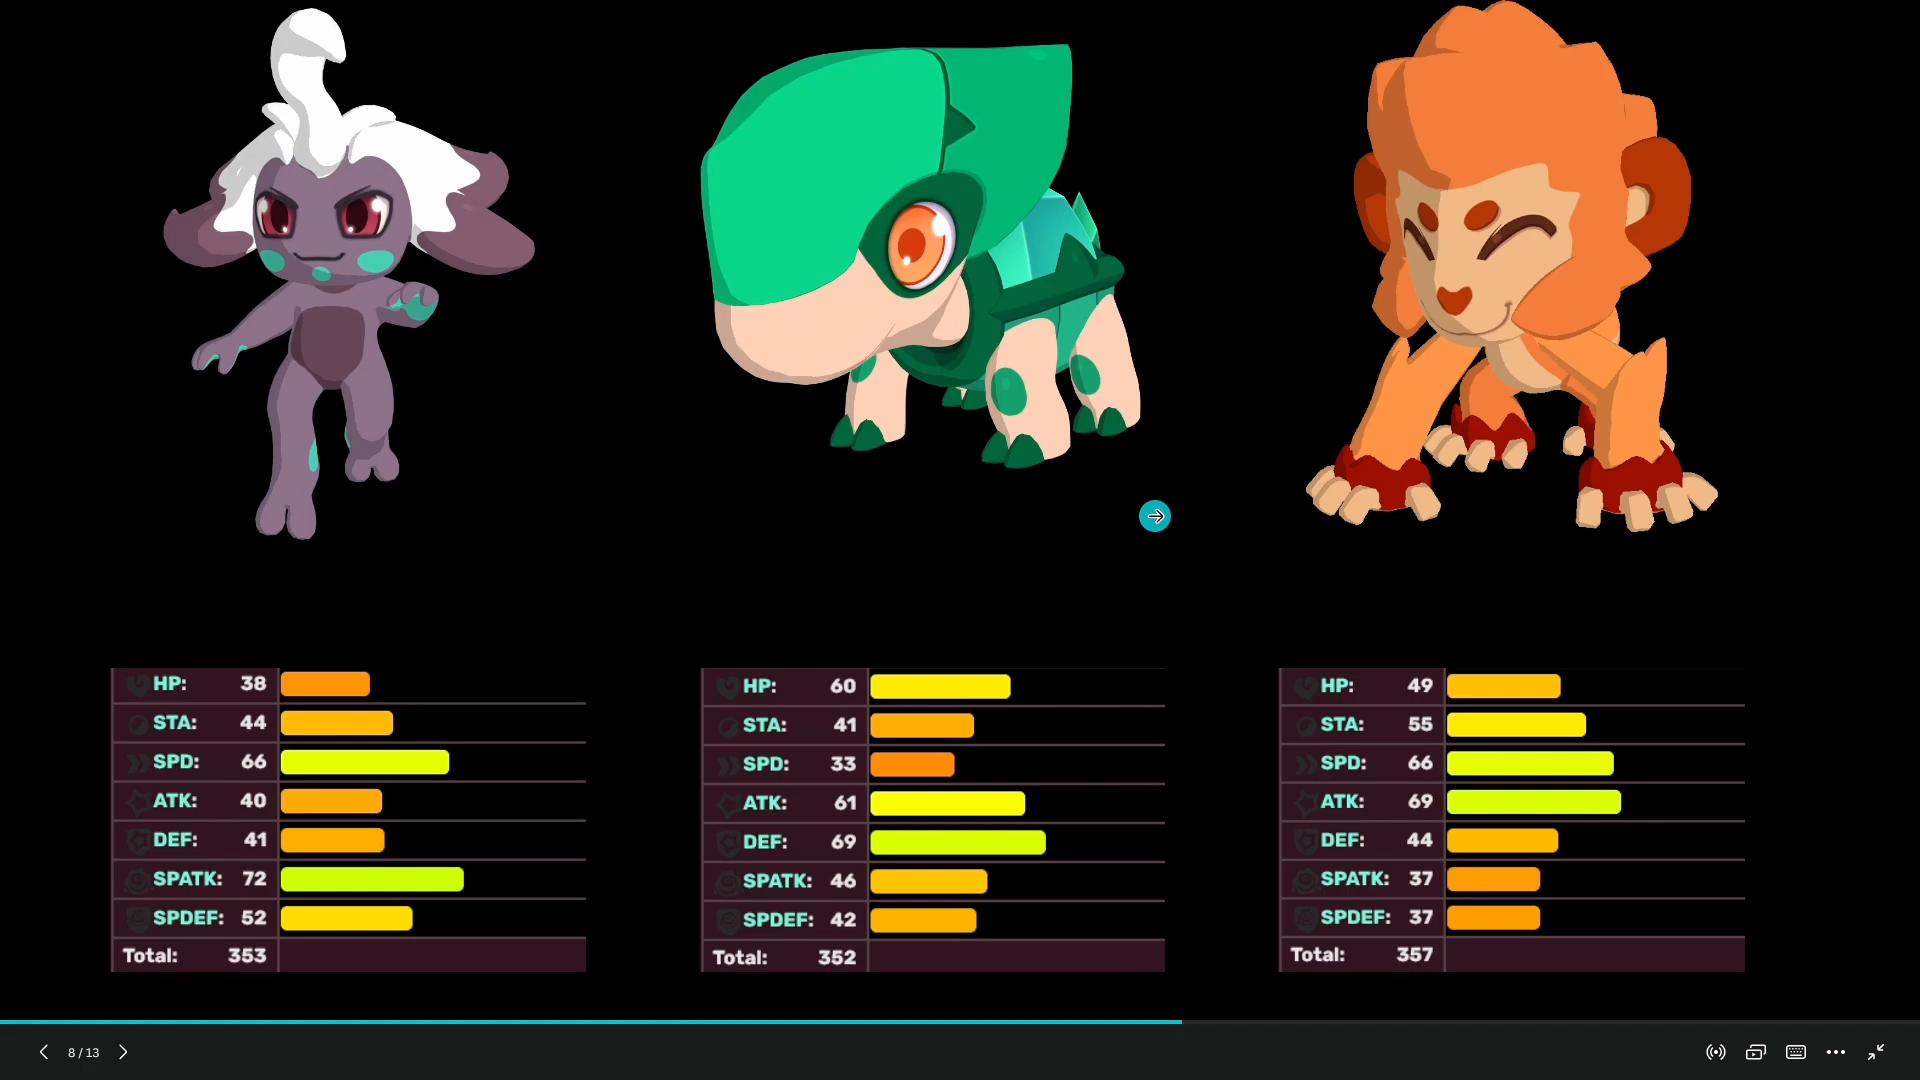 HP: 38
STA: 44
SPD: 66
ATK: 40
DEF: 41
SPATK: 72
SPDEF: 52
Total: 353
HP: 60
STA: 41
SPD: 33
ATK: 61
DEF: 69
SPATK: 46
SPDEF: 42
Total: 352
HP: 49
STA: 55
SPD: 66
ATK: 69
DEF: 44
SPATK: 37
SPDEF: 37
Total: 357
8 / 13